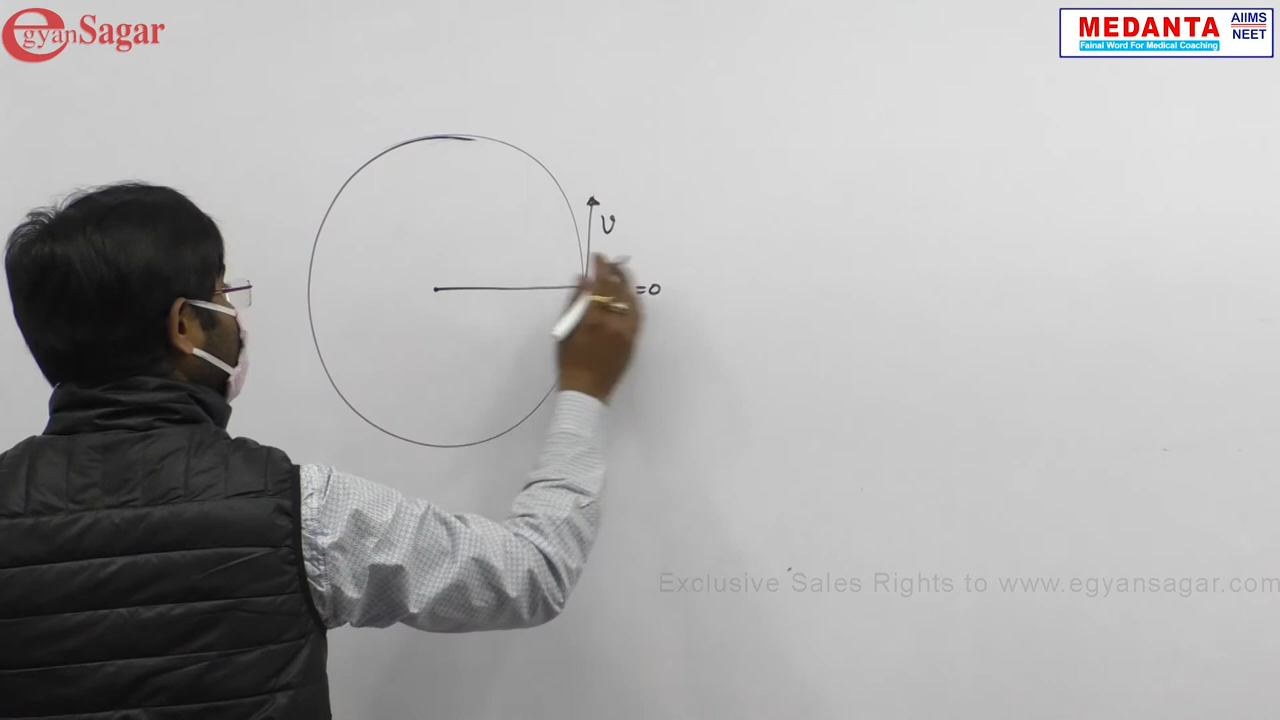 egyanSagar
MEDANTA
AIIMS
NEET
Fainal Word For Medical Coaching
v
=0
Exclusive Sales Rights to www.egyansagar.com